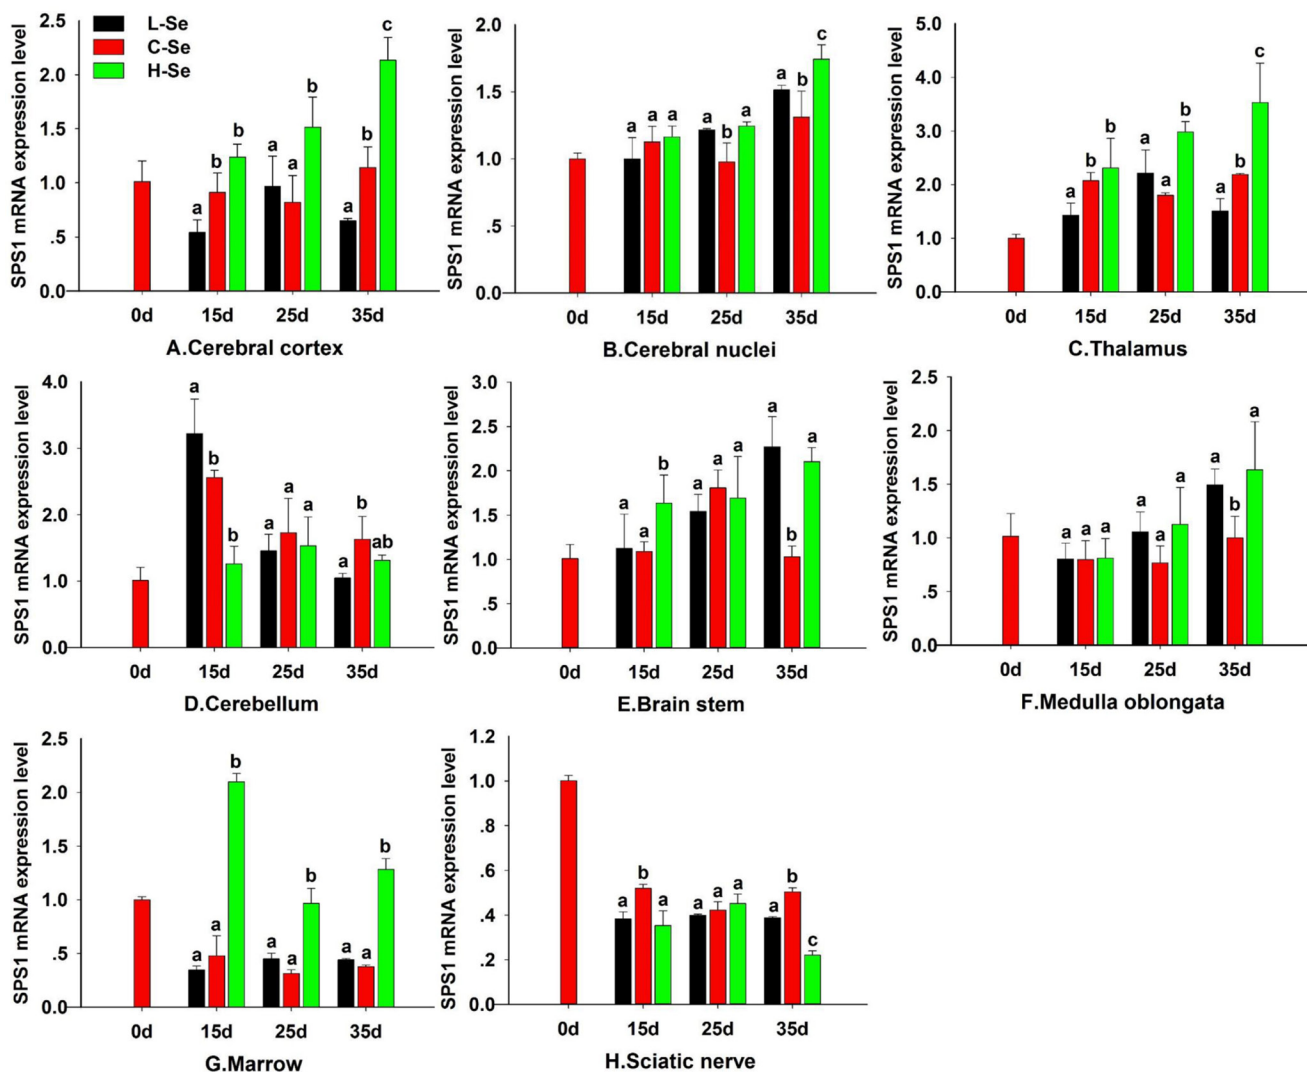 L-Se
C-Se
H-Se
SPS1 mRNA expression level
2.5
2.0
1.5
1.0
.5
0.0
a b b a a b a b c
0d 15d 25d 35d
A.Cerebral cortex
SPS1 mRNA expression level
2.0
1.5
1.0
.5
0.0
a a a a b a a b c
0d 15d 25d 35d
B.Cerebral nuclei
SPS1 mRNA expression level
5.0
4.0
3.0
2.0
1.0
0.0
a b b a a b a b c
0d 15d 25d 35d
C.Thalamus
SPS1 mRNA expression level
4.0
3.0
2.0
1.0
0.0
a b b a a a a b ab
0d 15d 25d 35d
D.Cerebellum
SPS1 mRNA expression level
3.0
2.5
2.0
1.5
1.0
.5
0.0
a a b a a a a b a
0d 15d 25d 35d
E.Brain stem
SPS1 mRNA expression level
2.5
2.0
1.5
1.0
.5
0.0
a a a a a a a b a
0d 15d 25d 35d
F.Medulla oblongata
SPS1 mRNA expression level
2.5
2.0
1.5
1.0
.5
0.0
a a b a a b a a b
0d 15d 25d 35d
G.Marrow
SPS1 mRNA expression level
1.2
1.0
.8
.6
.4
.2
0.0
a b a a a a a b c
0d 15d 25d 35d
H.Sciatic nerve